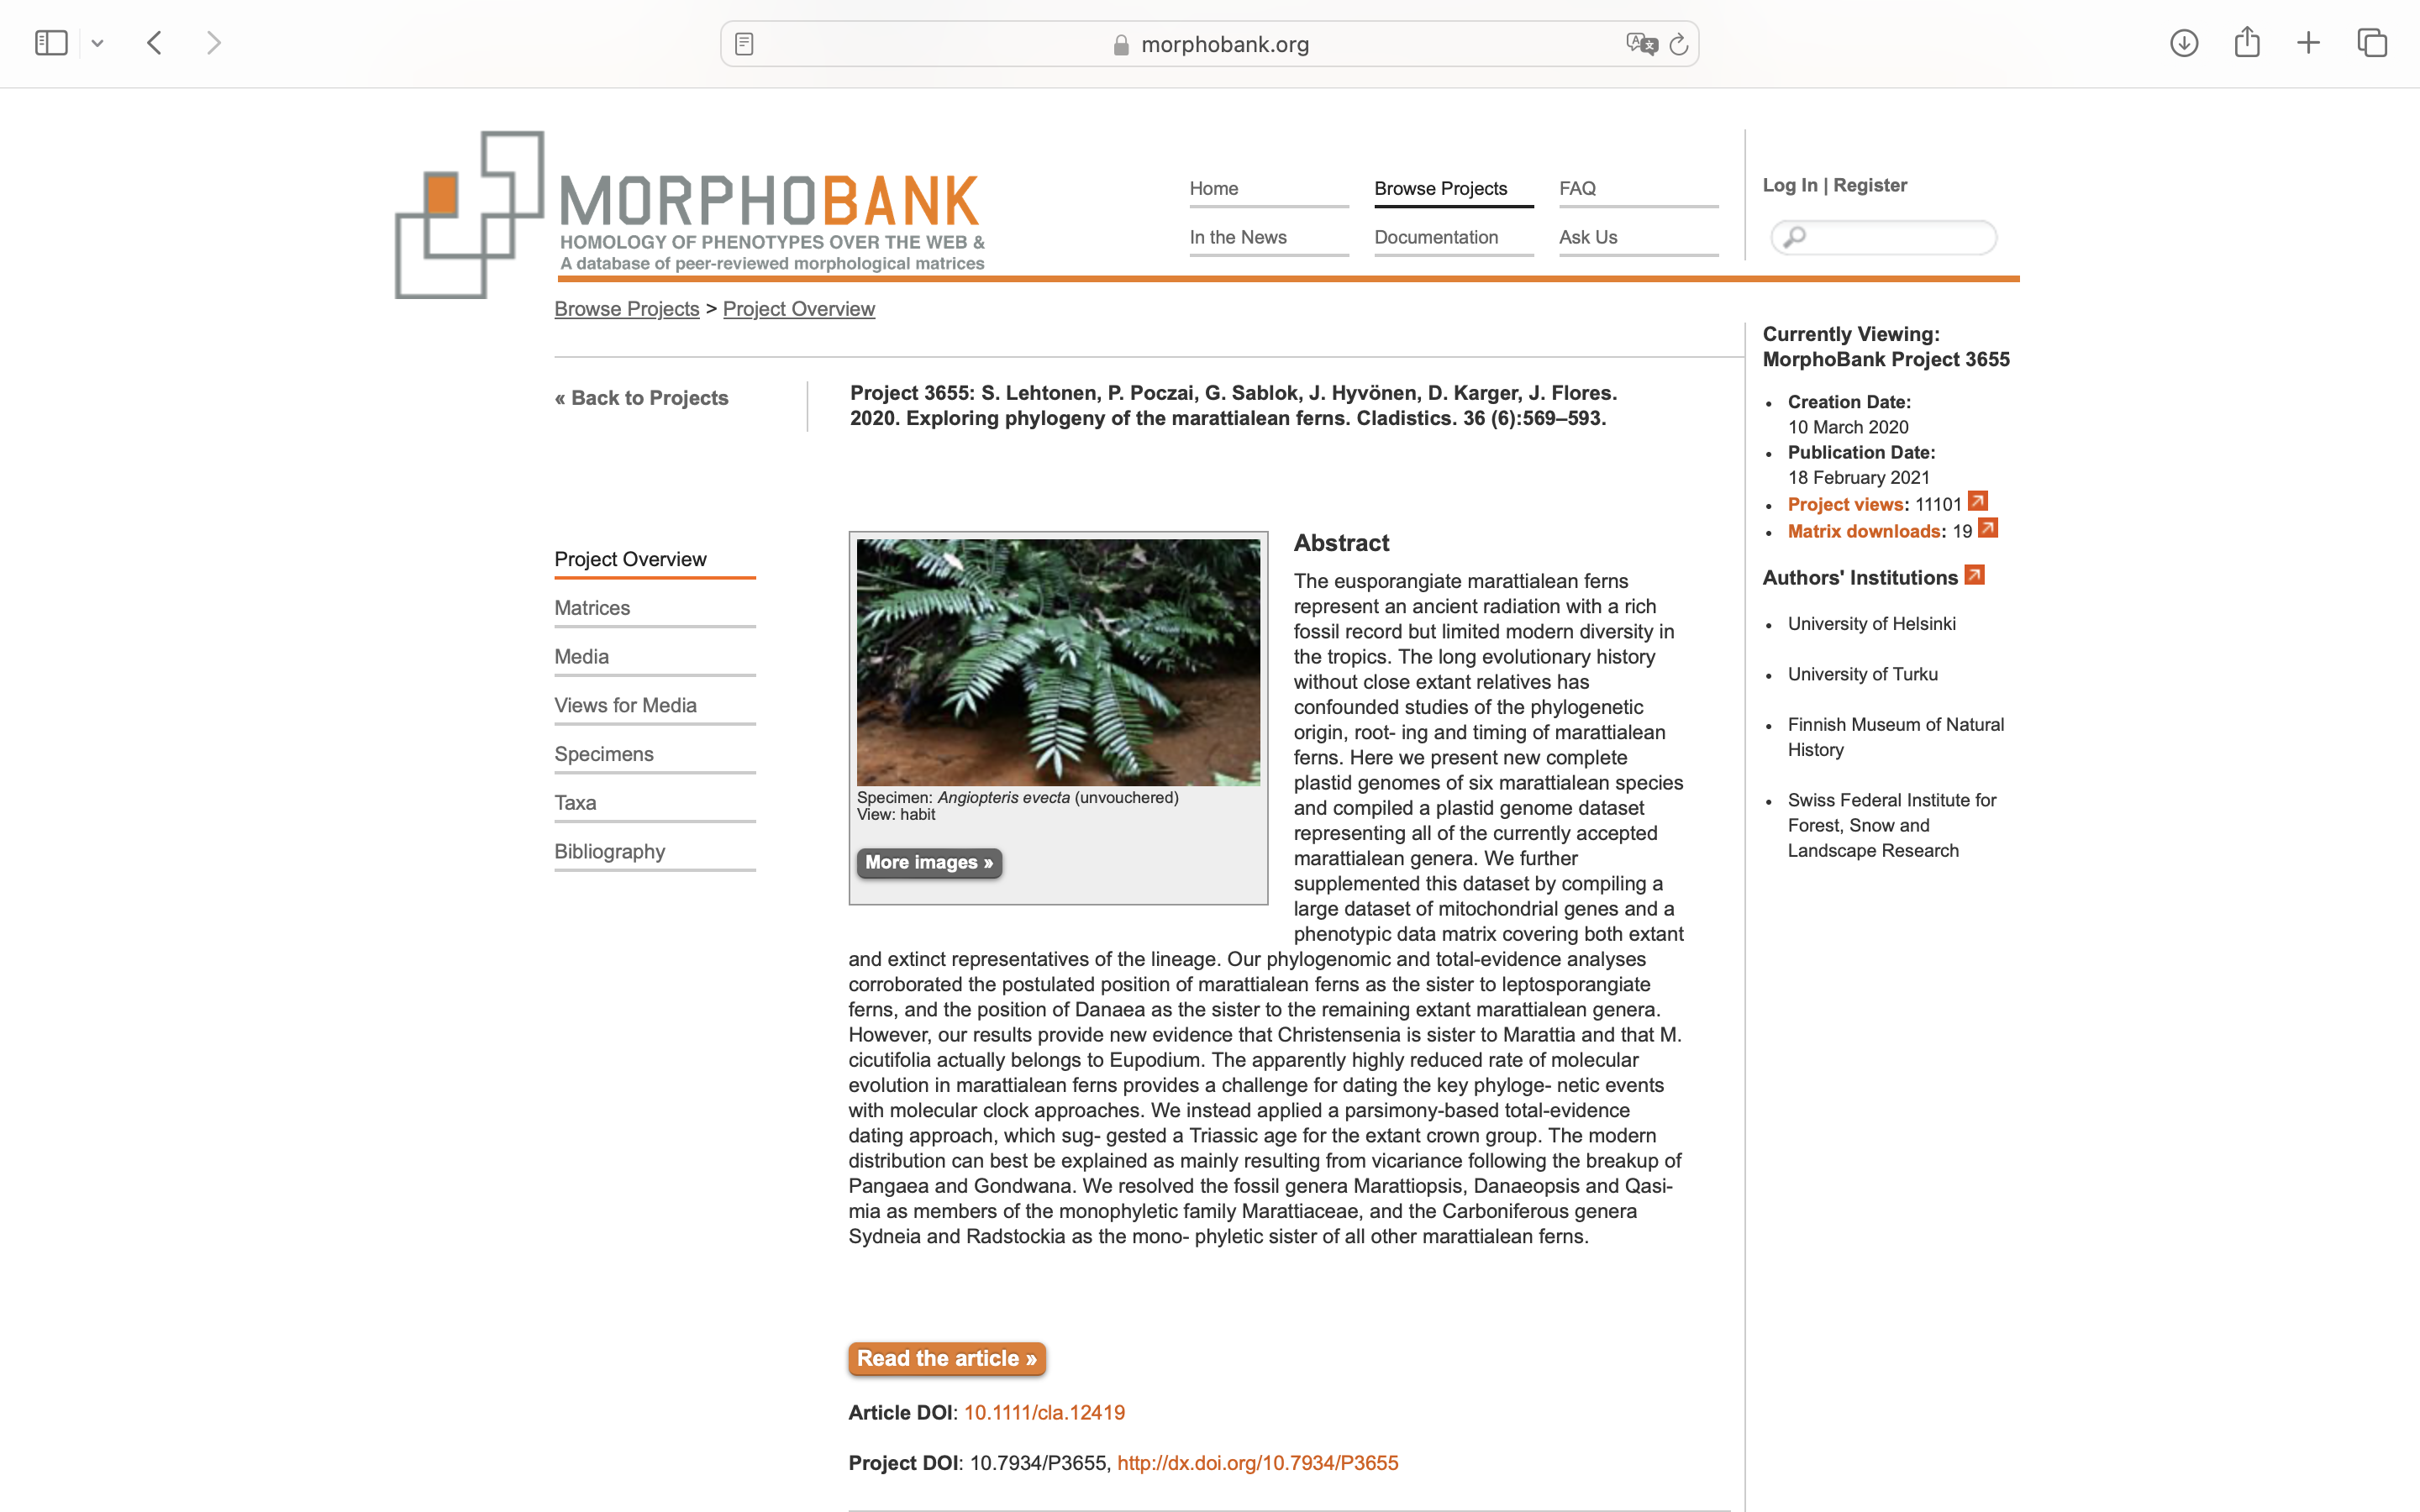 morphobank.org
MORPHOBANK
HOMOLOGY OF PHENOTYPES OVER THE WEB &
A database of peer-reviewed morphological matrices
Home
Browse Projects
FAQ
In the News
Documentation
Ask Us
Log In | Register
Browse Projects > Project Overview
« Back to Projects
Project 3655: S. Lehtonen, P. Poczai, G. Sablok, J. Hyvönen, D. Karger, J. Flores.
2020. Exploring phylogeny of the marattialean ferns. Cladistics. 36 (6):569–593.
Project Overview
Matrices
Media
Views for Media
Specimens
Taxa
Bibliography
Specimen: Angiopteris evecta (unvouchered)
View: habit
More images »
Abstract
The eusporangiate marattialean ferns
represent an ancient radiation with a rich
fossil record but limited modern diversity in
the tropics. The long evolutionary history
without close extant relatives has
confounded studies of the phylogenetic
origin, root- ing and timing of marattialean
ferns. Here we present new complete
plastid genomes of six marattialean species
and compiled a plastid genome dataset
representing all of the currently accepted
marattialean genera. We further
supplemented this dataset by compiling a
large dataset of mitochondrial genes and a
phenotypic data matrix covering both extant
and extinct representatives of the lineage. Our phylogenomic and total-evidence analyses
corroborated the postulated position of marattialean ferns as the sister to leptosporangiate
ferns, and the position of Danaea as the sister to the remaining extant marattialean genera.
However, our results provide new evidence that Christensenia is sister to Marattia and that M.
cicutifolia actually belongs to Eupodium. The apparently highly reduced rate of molecular
evolution in marattialean ferns provides a challenge for dating the key phyloge- netic events
with molecular clock approaches. We instead applied a parsimony-based total-evidence
dating approach, which sug- gested a Triassic age for the extant crown group. The modern
distribution can best be explained as mainly resulting from vicariance following the breakup of
Pangaea and Gondwana. We resolved the fossil genera Marattiopsis, Danaeopsis and Qasi-
mia as members of the monophyletic family Marattiaceae, and the Carboniferous genera
Sydneia and Radstockia as the mono- phyletic sister of all other marattialean ferns.
Read the article »
Article DOI: 10.1111/cla.12419
Project DOI: 10.7934/P3655, http://dx.doi.org/10.7934/P3655
Currently Viewing:
MorphoBank Project 3655
• Creation Date:
10 March 2020
• Publication Date:
18 February 2021
• Project views: 11101
• Matrix downloads: 19
Authors' Institutions
• University of Helsinki
• University of Turku
• Finnish Museum of Natural
History
• Swiss Federal Institute for
Forest, Snow and
Landscape Research